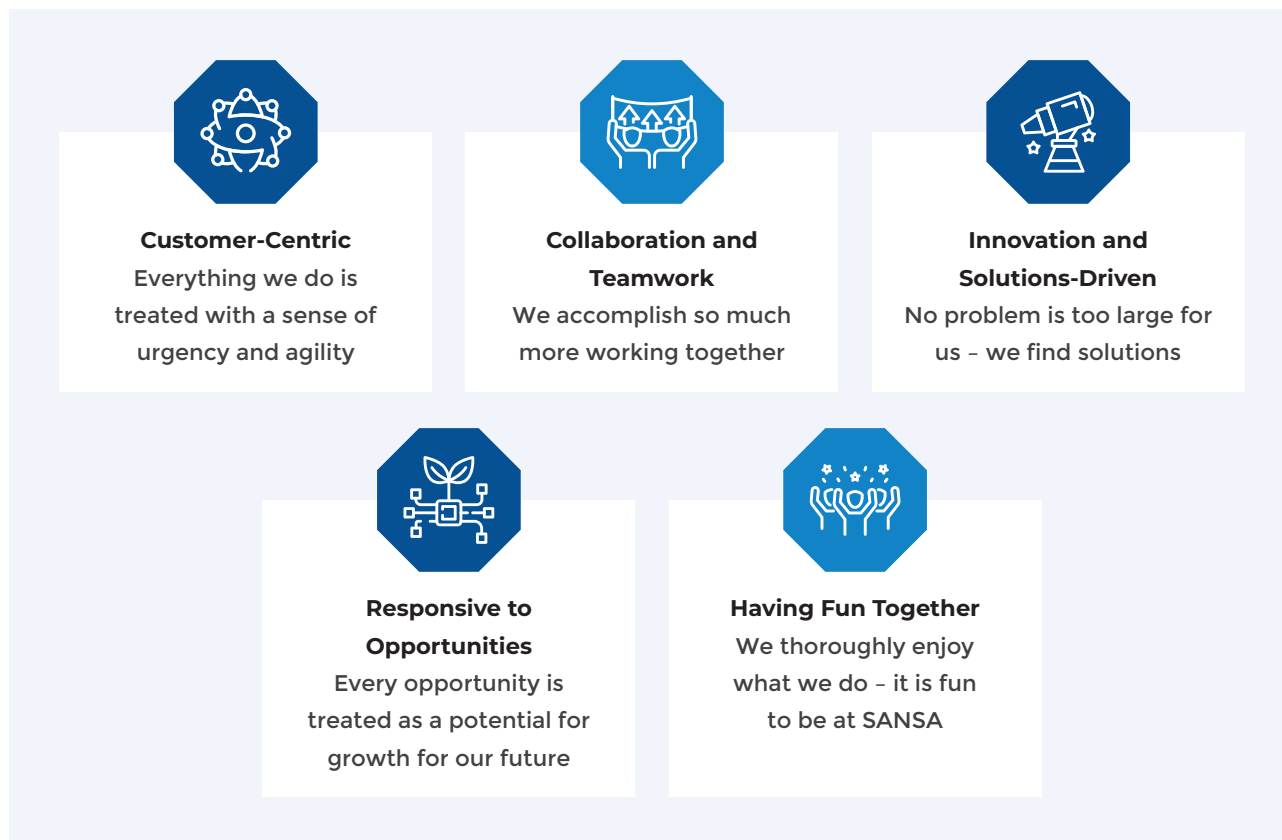 Customer-Centric
Everything we do is
treated with a sense of
urgency and agility
Collaboration and
Teamwork
We accomplish so much
more working together
Innovation and
Solutions-Driven
No problem is too large for
us – we find solutions
Responsive to
Opportunities
Every opportunity is
treated as a potential for
growth for our future
Having Fun Together
We thoroughly enjoy
what we do – it is fun
to be at SANSA